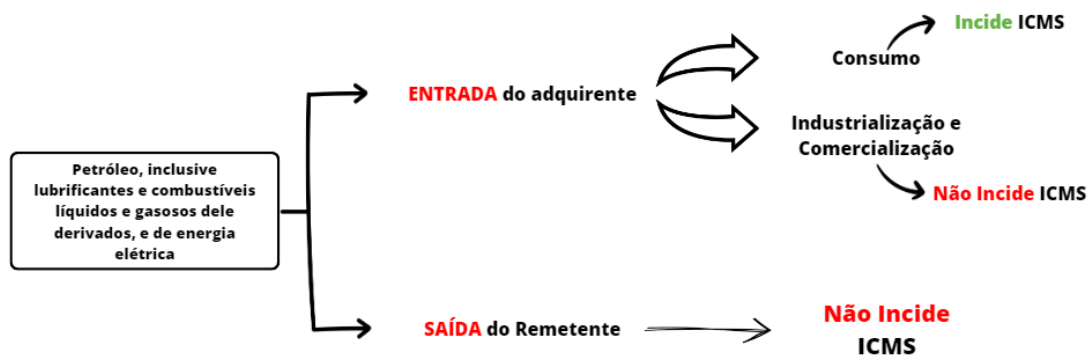 Petróleo, inclusive
lubrificantes e combustíveis
líquidos e gasosos dele
derivados, e de energia
elétrica
ENTRADA do adquirente
Consumo
Incide ICMS
Industrialização e
Comercialização
Não Incide ICMS
SAÍDA do Remetente
Não Incide
ICMS